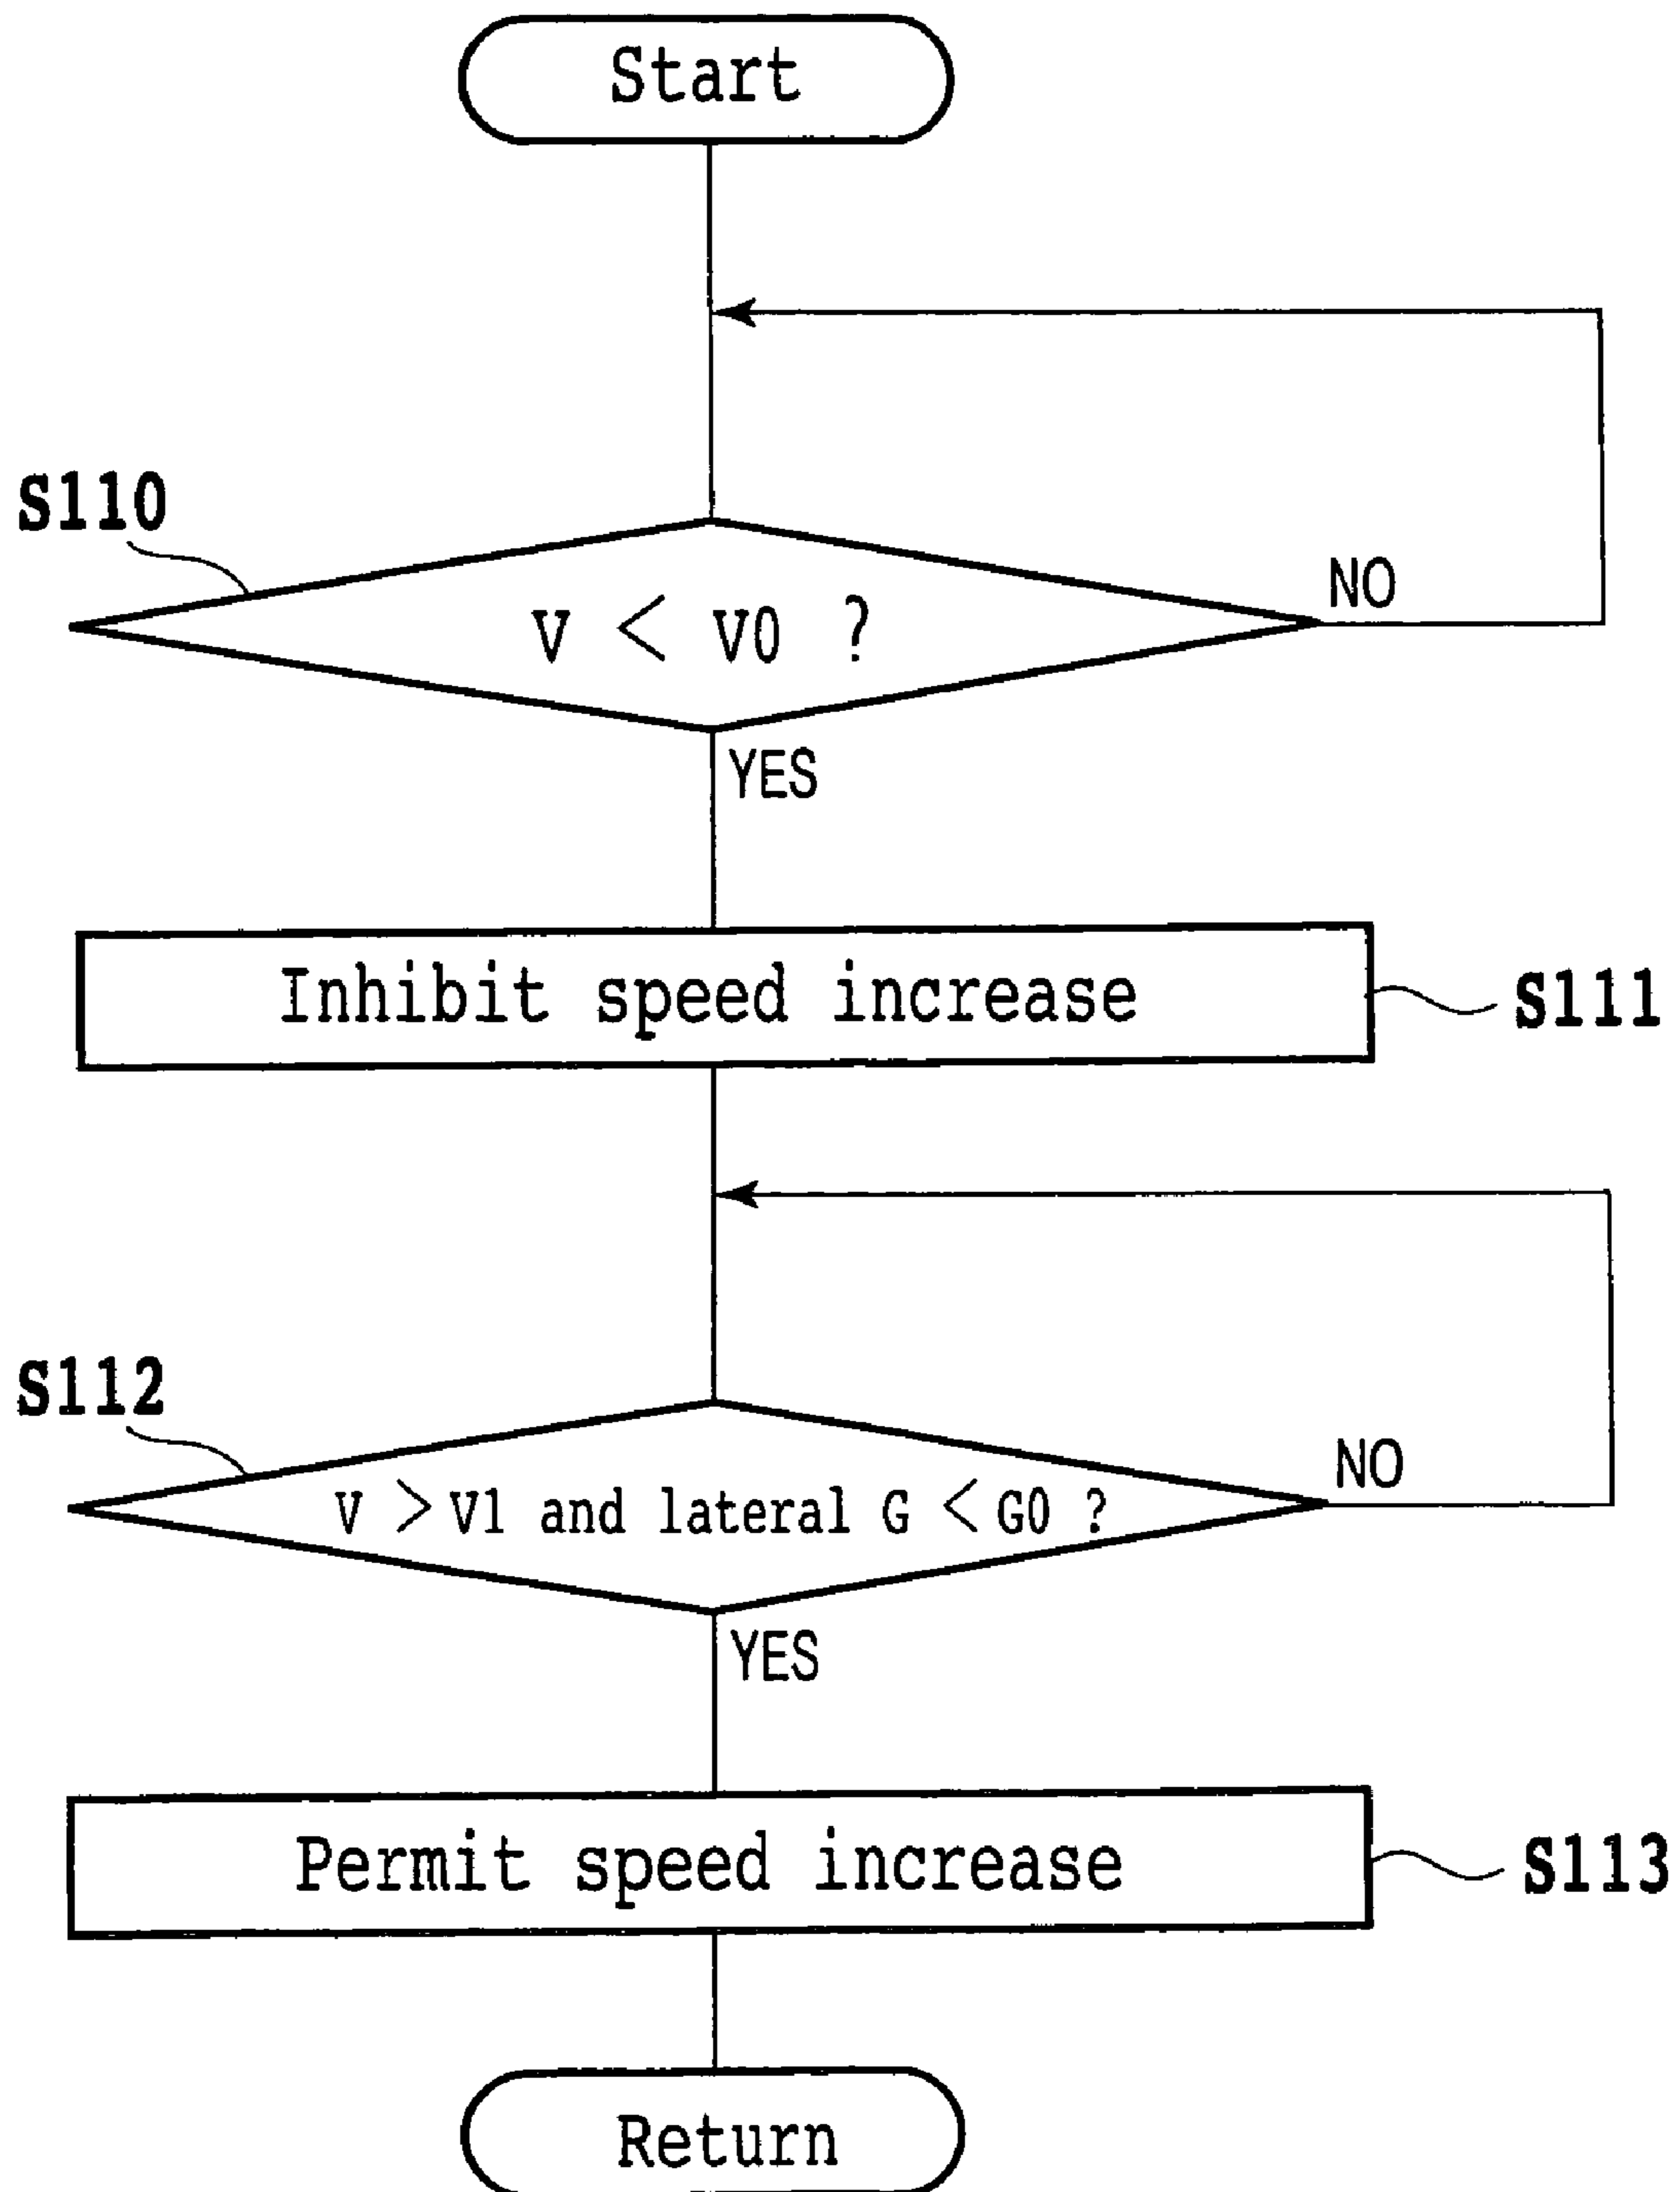 Start
S110
NO
V < V0 ?
YES
Inhibit speed increase
S111
S112
NO
V > V1 and lateral G < G0 ?
YES
Permit speed increase
S113
Return